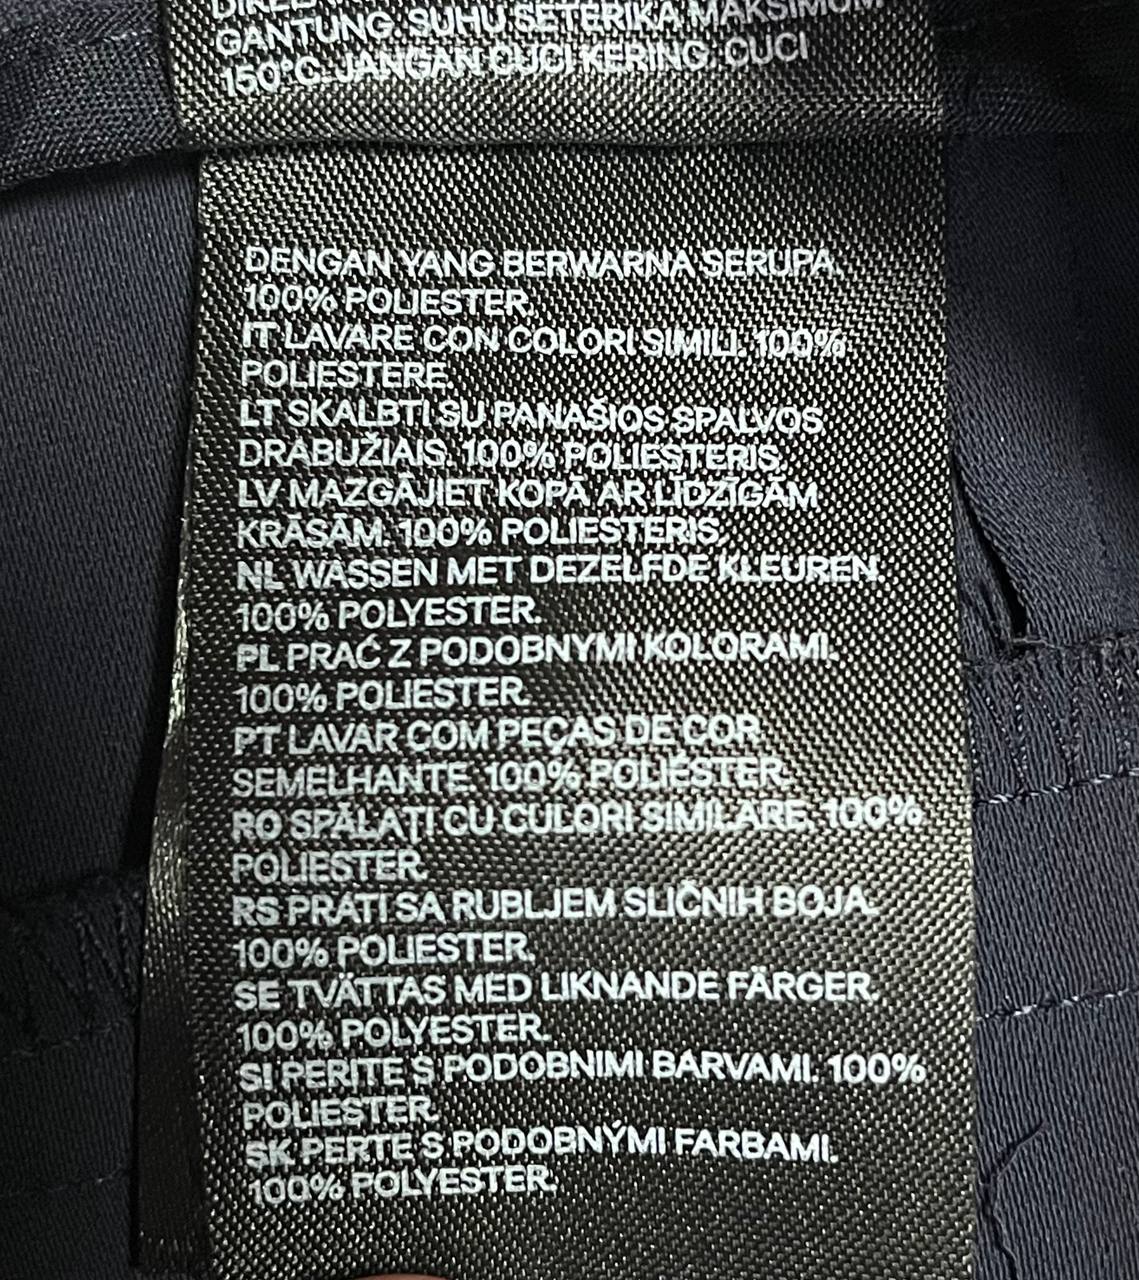 GANTUNG. SUHU SETERIKA MAKSIMUM
150°C. JANGAN CUCI KERING. CUCI
DENGAN YANG BERWARNA SERUPA.
100% POLIESTER.
IT LAVARE CON COLORI SIMILI. 100%
POLIESTERE.
LT SKALBTI SU PANAŠIOS SPALVOS
DRABUŽIAIS. 100% POLIESTERIS.
LV MAZGĀJIET KOPĀ AR LĪDZĪGĀM
KRĀSĀM. 100% POLIESTERIS.
NL WASSEN MET DEZELFDE KLEUREN.
100% POLYESTER.
PL PRAĆ Z PODOBNYMI KOLORAMI.
100% POLIESTER.
PT LAVAR COM PEÇAS DE COR
SEMELHANTE. 100% POLIÉSTER.
RO SPĂLAȚI CU CULORI SIMILARE. 100%
POLIESTER.
RS PRATI SA RUBLJEM SLIČNIH BOJA.
100% POLIESTER.
SE TVÄTTAS MED LIKNANDE FÄRGER.
100% POLYESTER.
SI PERITE S PODOBNIMI BARVAMI. 100%
POLIESTER.
SK PERTE S PODOBNÝMI FARBAMI.
100% POLYESTER.